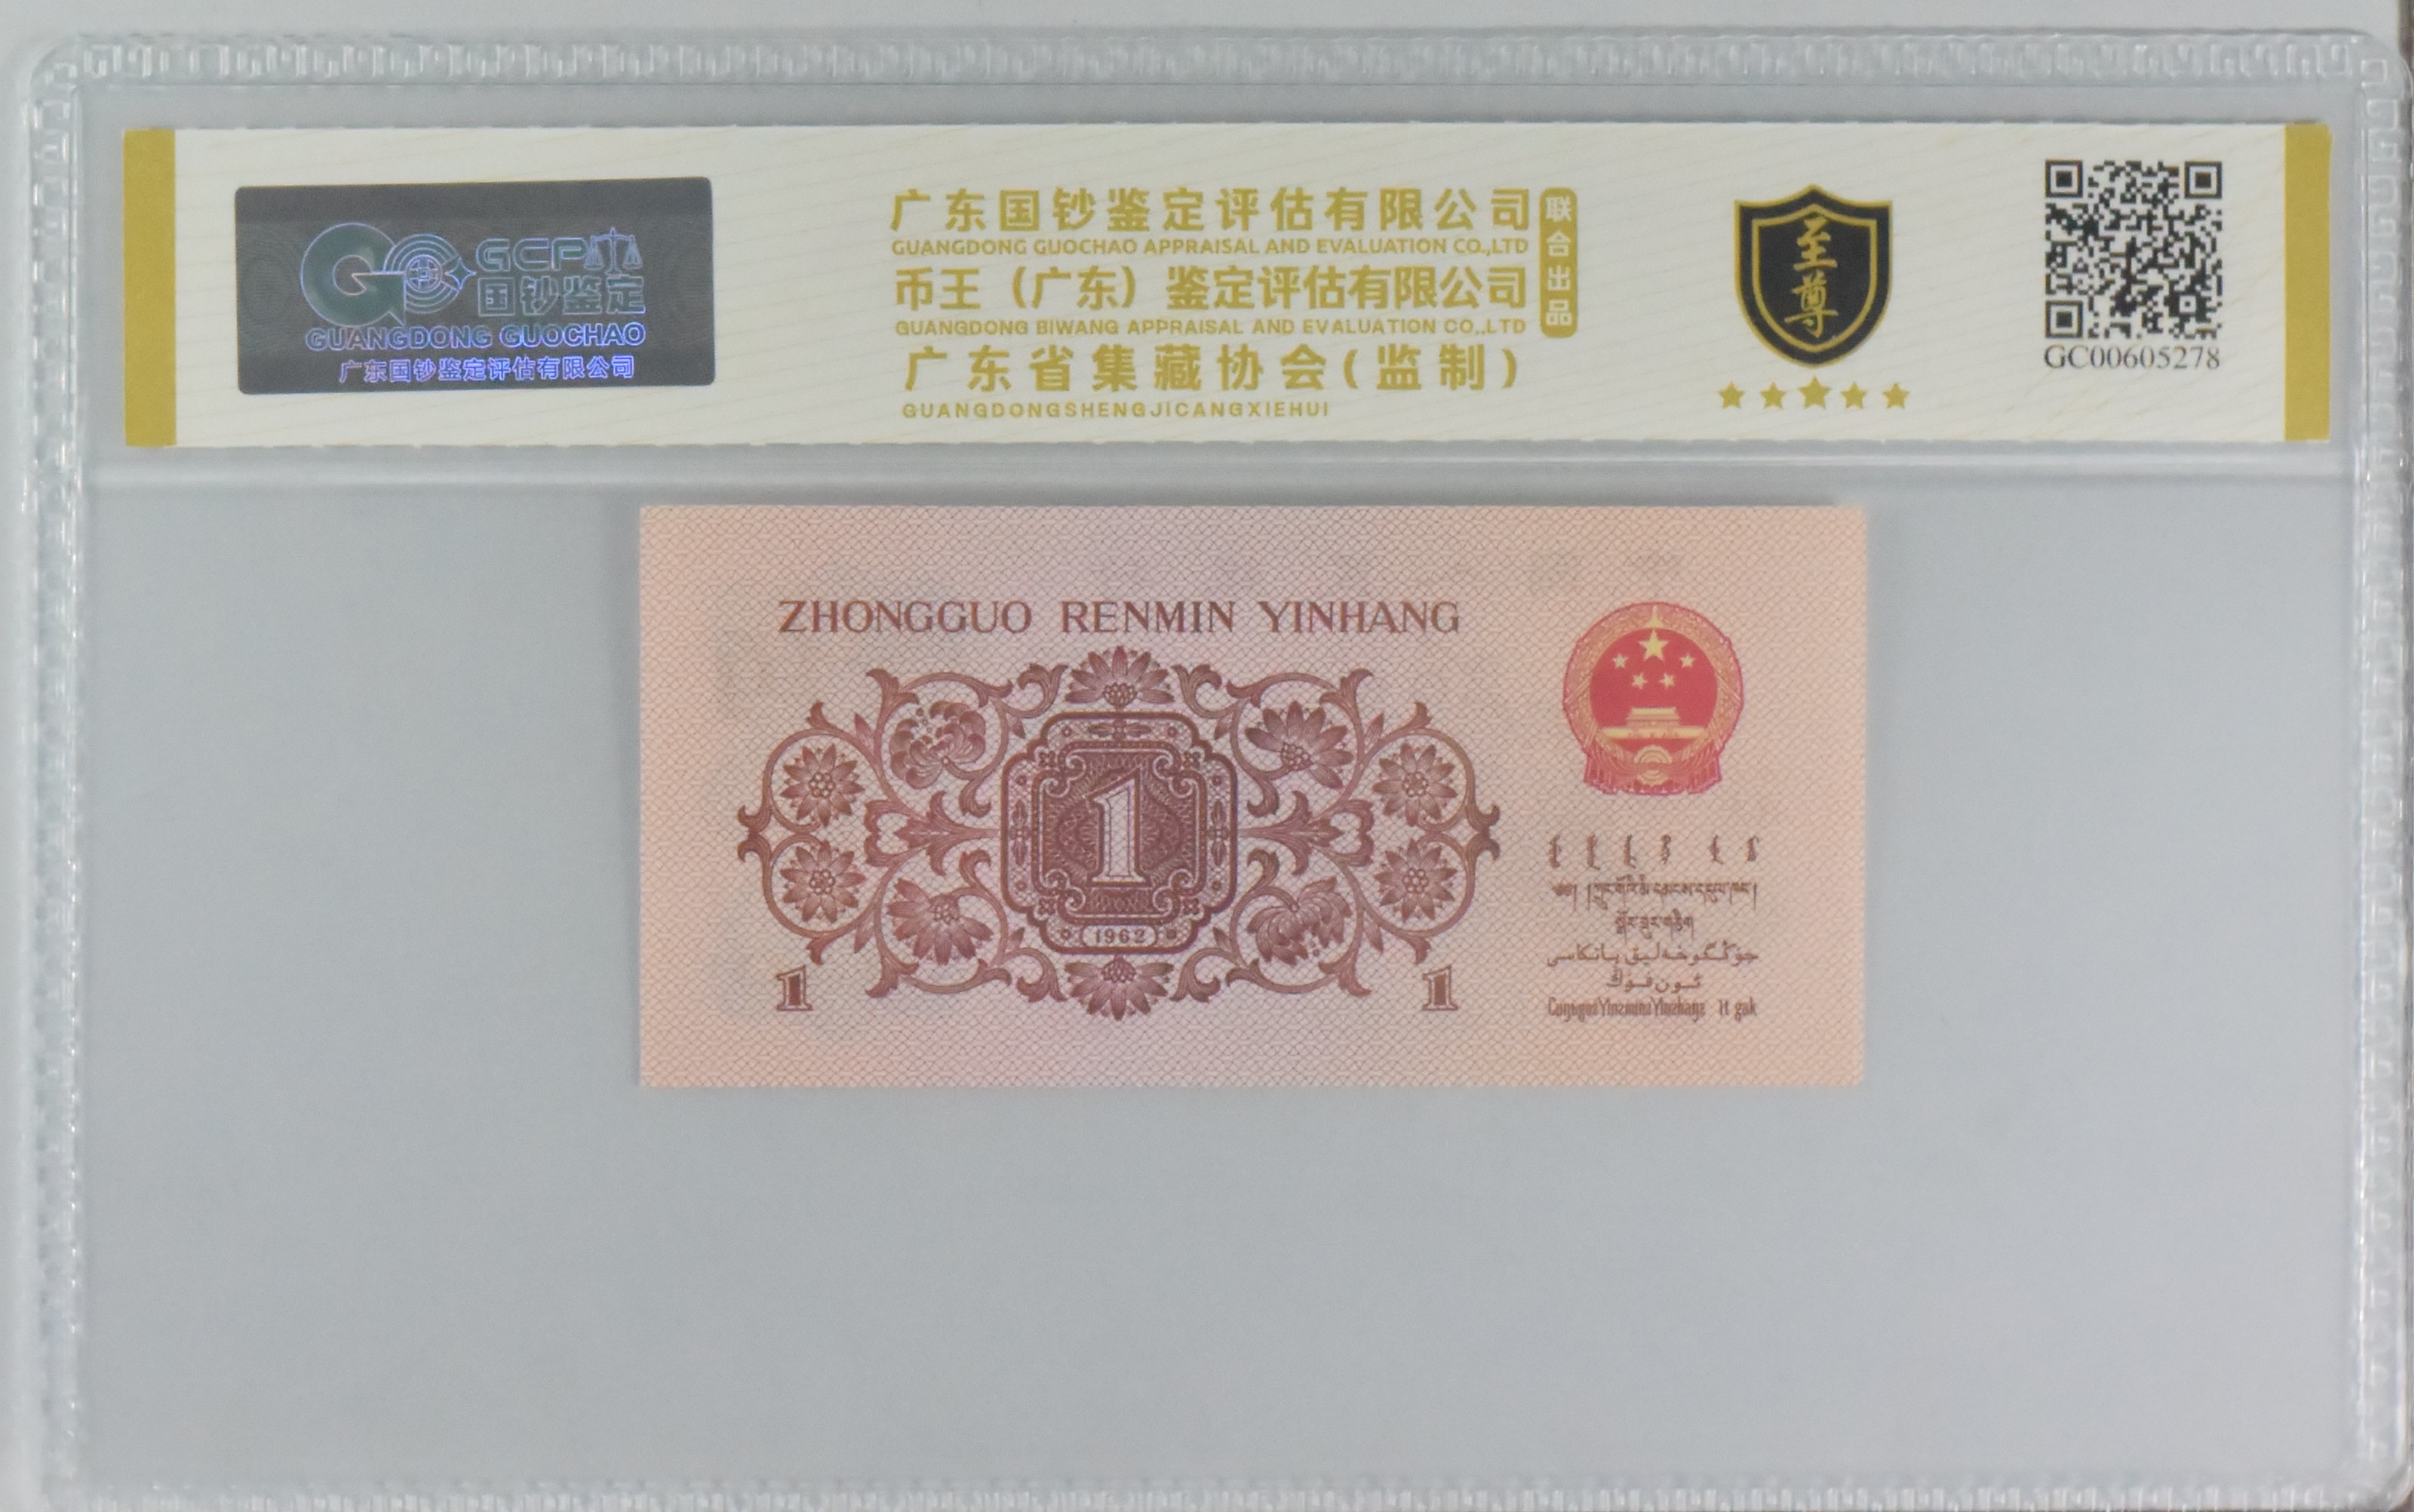 GCP
国钞鉴定
GUANGDONG GUOCHAO
广东国钞鉴定评估有限公司
广东国钞鉴定评估有限公司
GUANGDONG GUOCHAO APPRAISAL AND EVALUATION CO.,LTD
币王（广东）鉴定评估有限公司
GUANGDONG BIWANG APPRAISAL AND EVALUATION CO.,LTD
广东省集藏协会(监制)
GUANGDONGSHENGJICANGXIEHUI
联合出品
至尊
GC00605278
ZHONGGUO RENMIN YINHANG
1
1962
1
1
جۇڭگوخەلىق بانكاسى
ئون فۇڭ